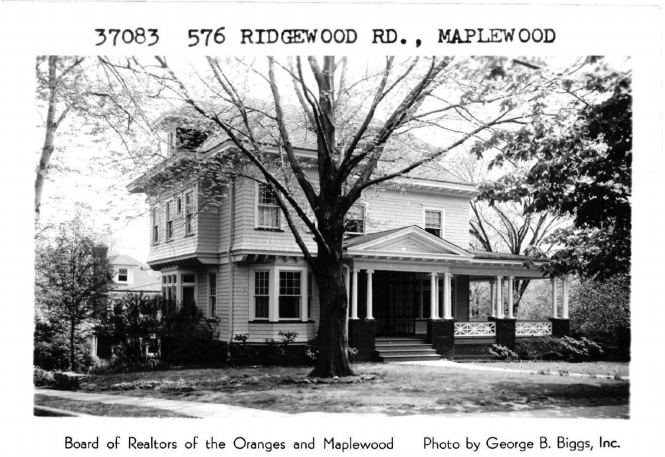 37083 576 RIDGEWOOD RD., MAPLEWOOD
Board of Realtors of the Oranges and Maplewood Photo by George B. Biggs, Inc.